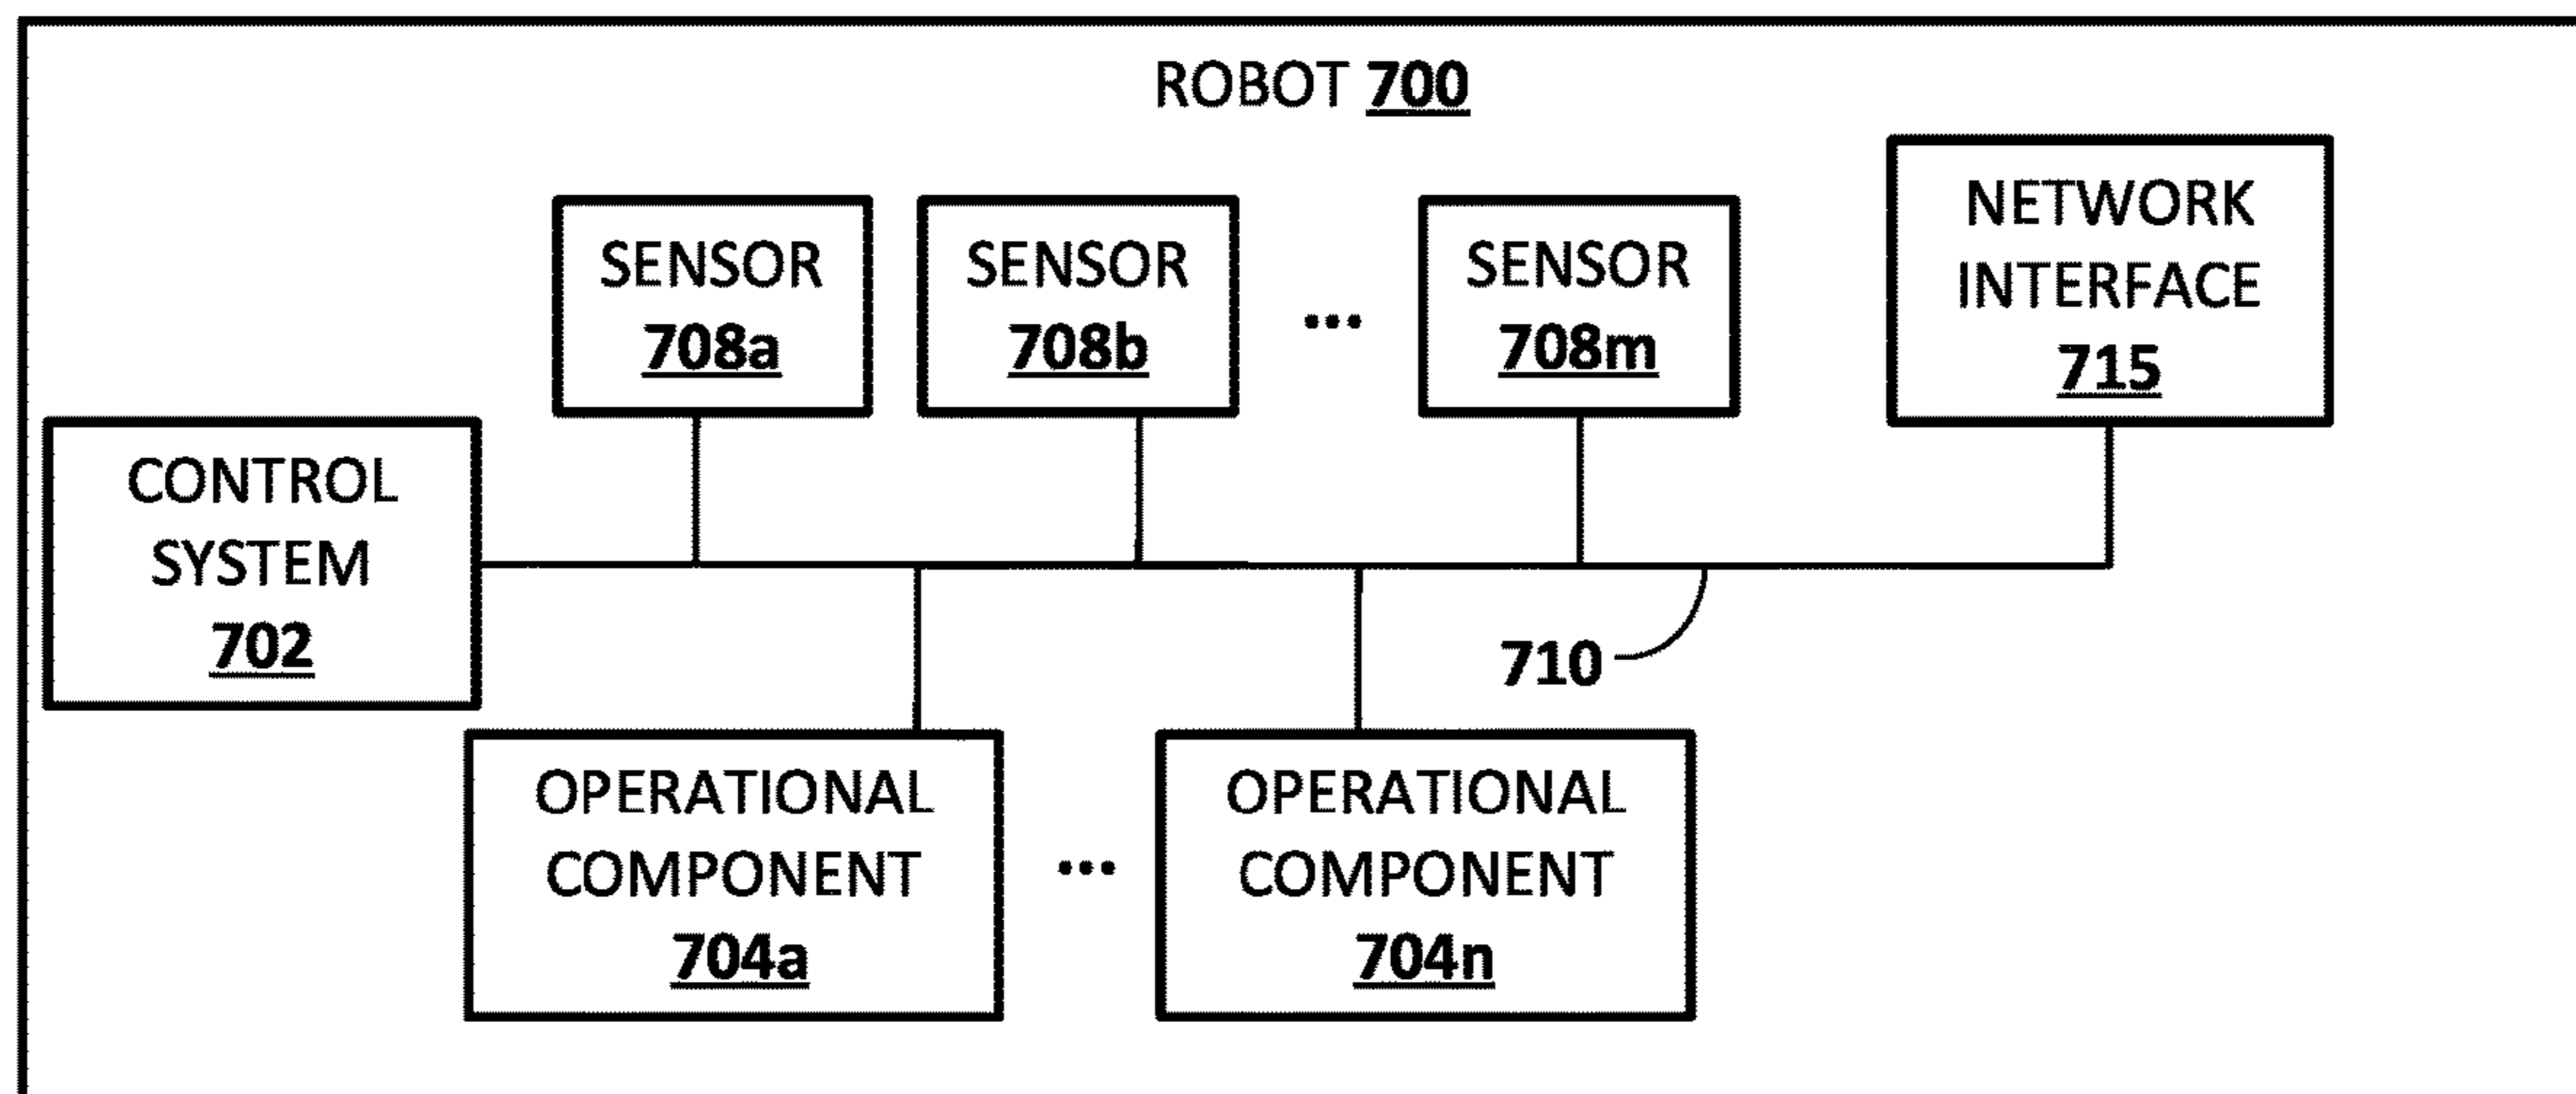 ROBOT 700
SENSOR
708a
SENSOR
708b
...
SENSOR
708m
NETWORK
INTERFACE
715
CONTROL
SYSTEM
702
710
OPERATIONAL
COMPONENT
704a
...
OPERATIONAL
COMPONENT
704n